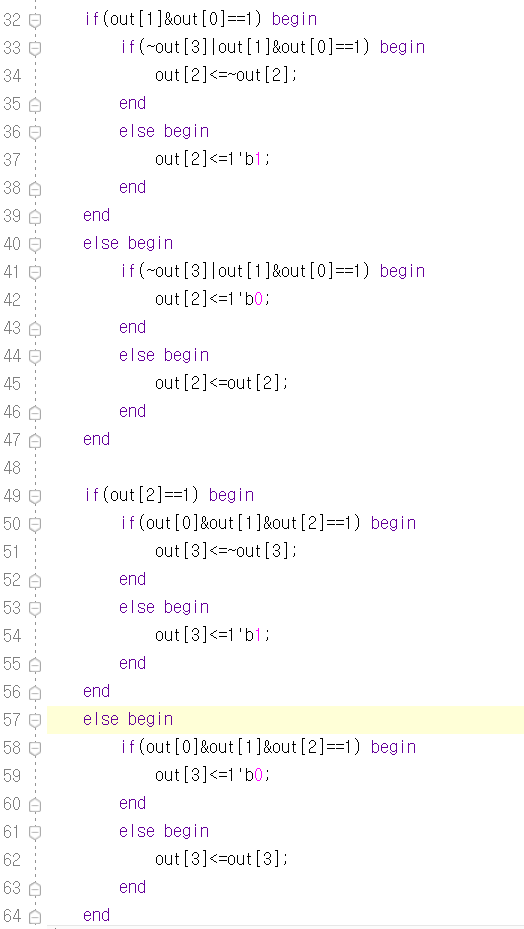 32 if(out[1]&out[0]==1) begin
33 if(~out[3]|out[1]&out[0]==1) begin
34 out[2]<=~out[2];
35 end
36 else begin
37 out[2]<=1'b1;
38 end
39 end
40 else begin
41 if(~out[3]|out[1]&out[0]==1) begin
42 out[2]<=1'b0;
43 end
44 else begin
45 out[2]<=out[2];
46 end
47 end
48
49 if(out[2]==1) begin
50 if(out[0]&out[1]&out[2]==1) begin
51 out[3]<=~out[3];
52 end
53 else begin
54 out[3]<=1'b1;
55 end
56 end
57 else begin
58 if(out[0]&out[1]&out[2]==1) begin
59 out[3]<=1'b0;
60 end
61 else begin
62 out[3]<=out[3];
63 end
64 end